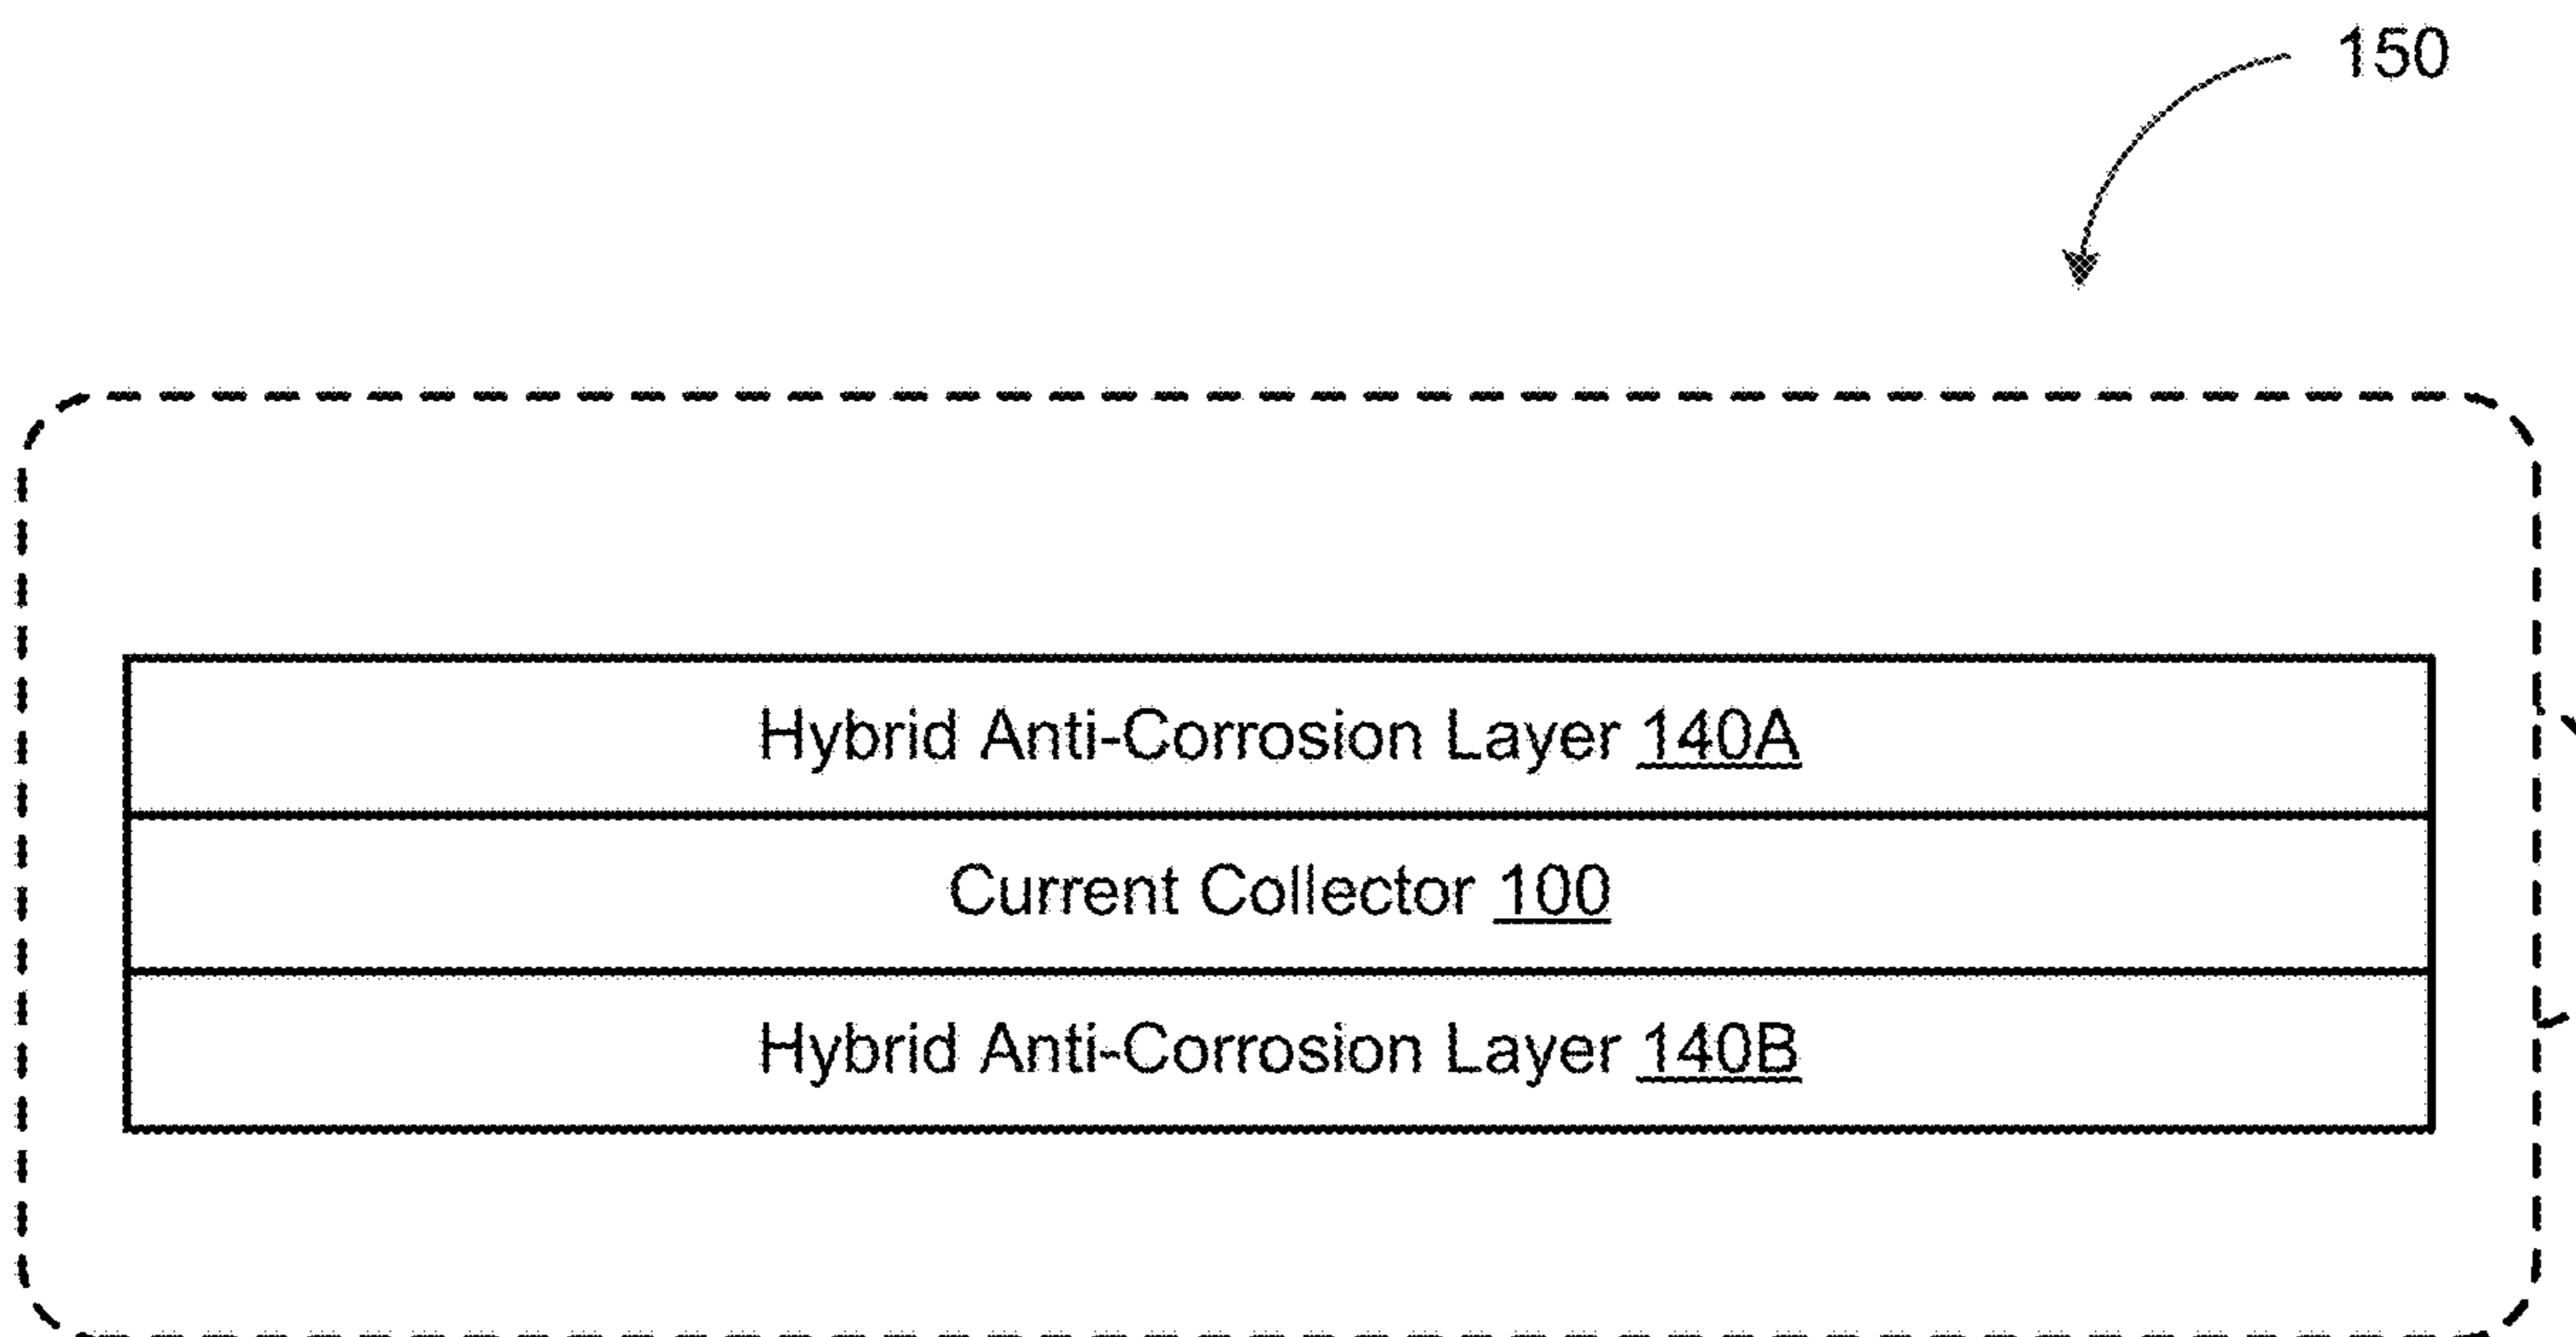 150
Hybrid Anti-Corrosion Layer 140A
Current Collector 100
Hybrid Anti-Corrosion Layer 140B